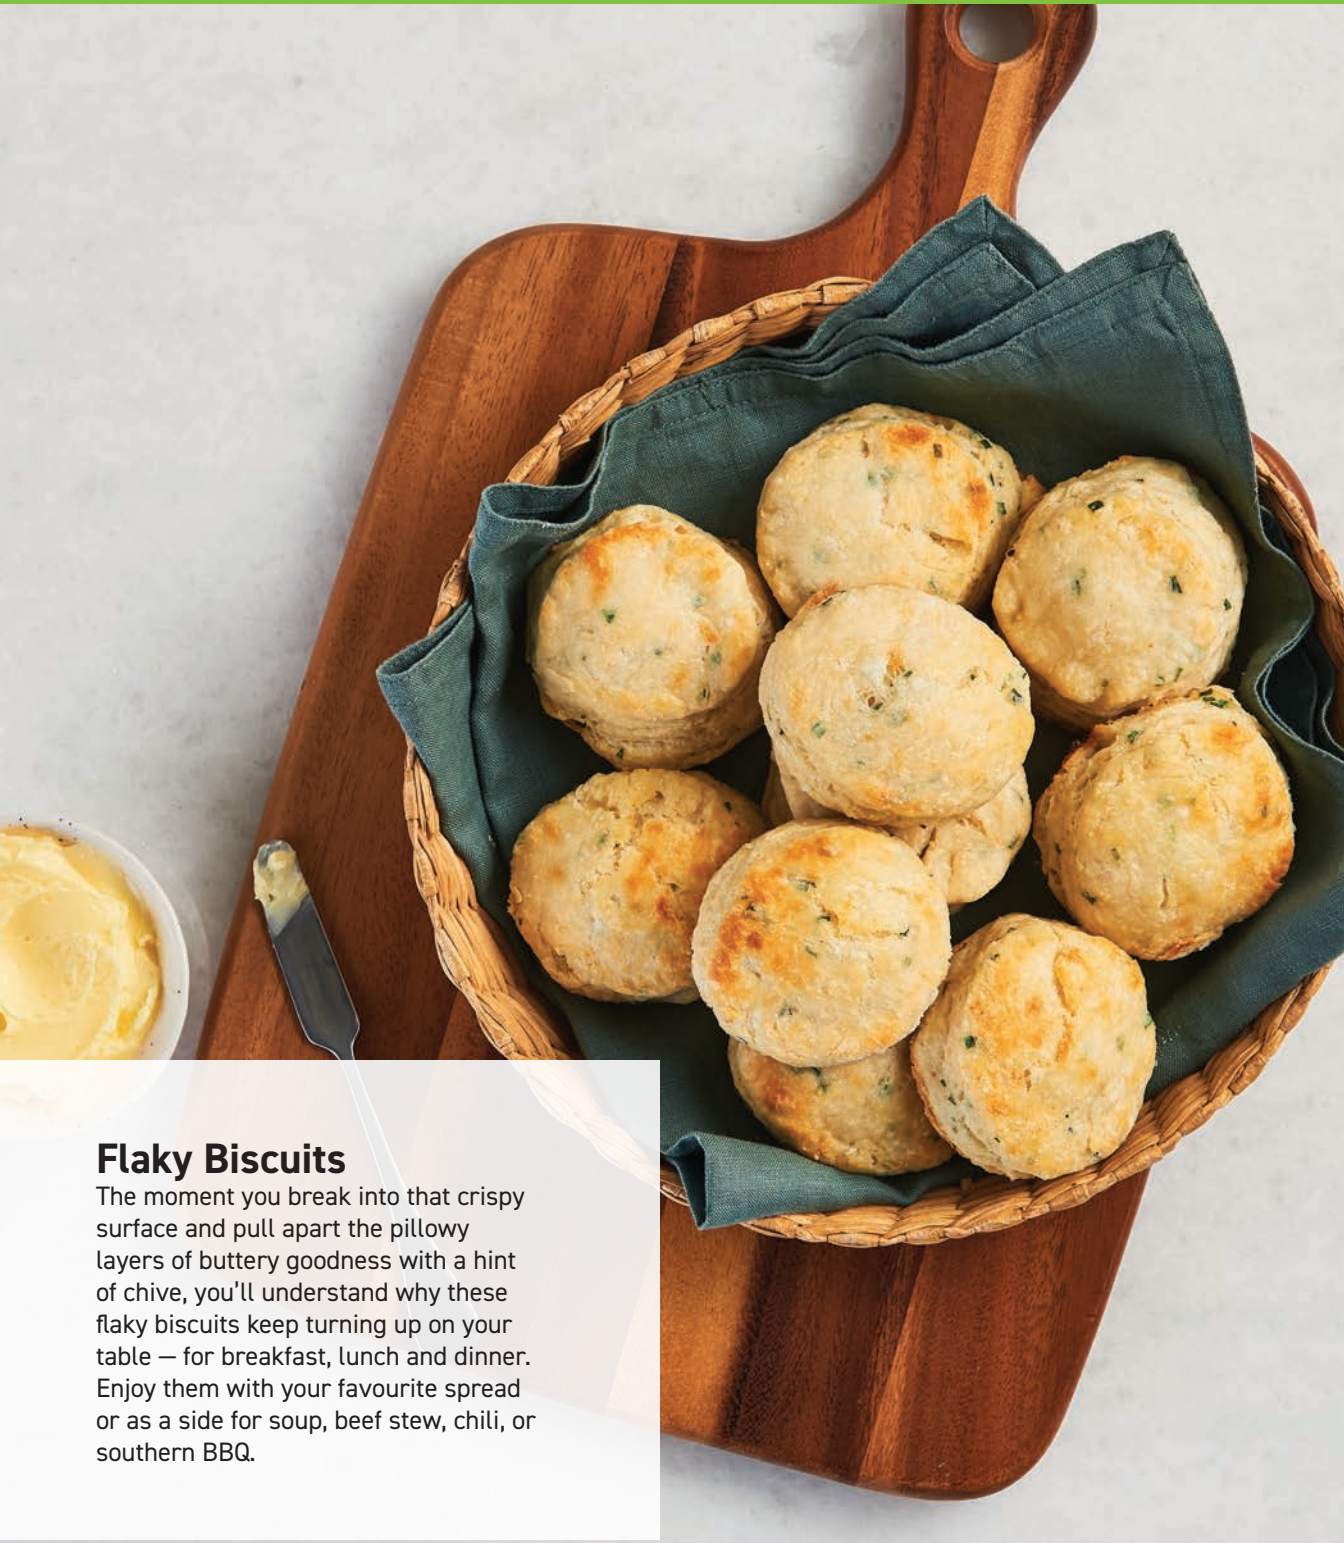 Flaky Biscuits
The moment you break into that crispy
surface and pull apart the pillowy
layers of buttery goodness with a hint
of chive, you’ll understand why these
flaky biscuits keep turning up on your
table — for breakfast, lunch and dinner.
Enjoy them with your favourite spread
or as a side for soup, beef stew, chili, or
southern BBQ.